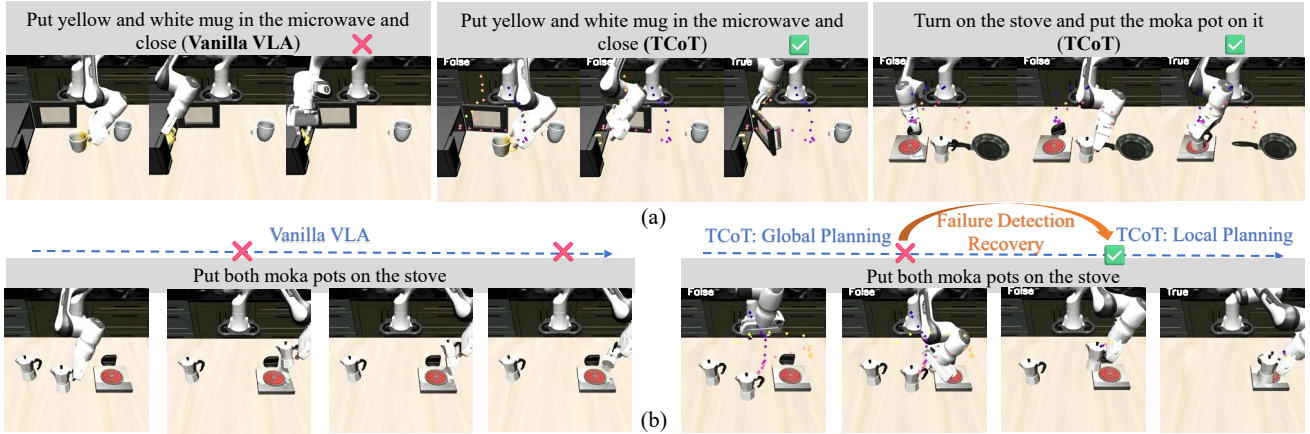 Put yellow and white mug in the microwave and
close (Vanilla VLA)
Put yellow and white mug in the microwave and
close (TCoT)
Turn on the stove and put the moka pot on it
(TCoT)
False
False
True
False
False
True
(a)
Vanilla VLA
Put both moka pots on the stove
TCoT: Global Planning
Failure Detection
Recovery
TCoT: Local Planning
Put both moka pots on the stove
False
False
False
True
(b)